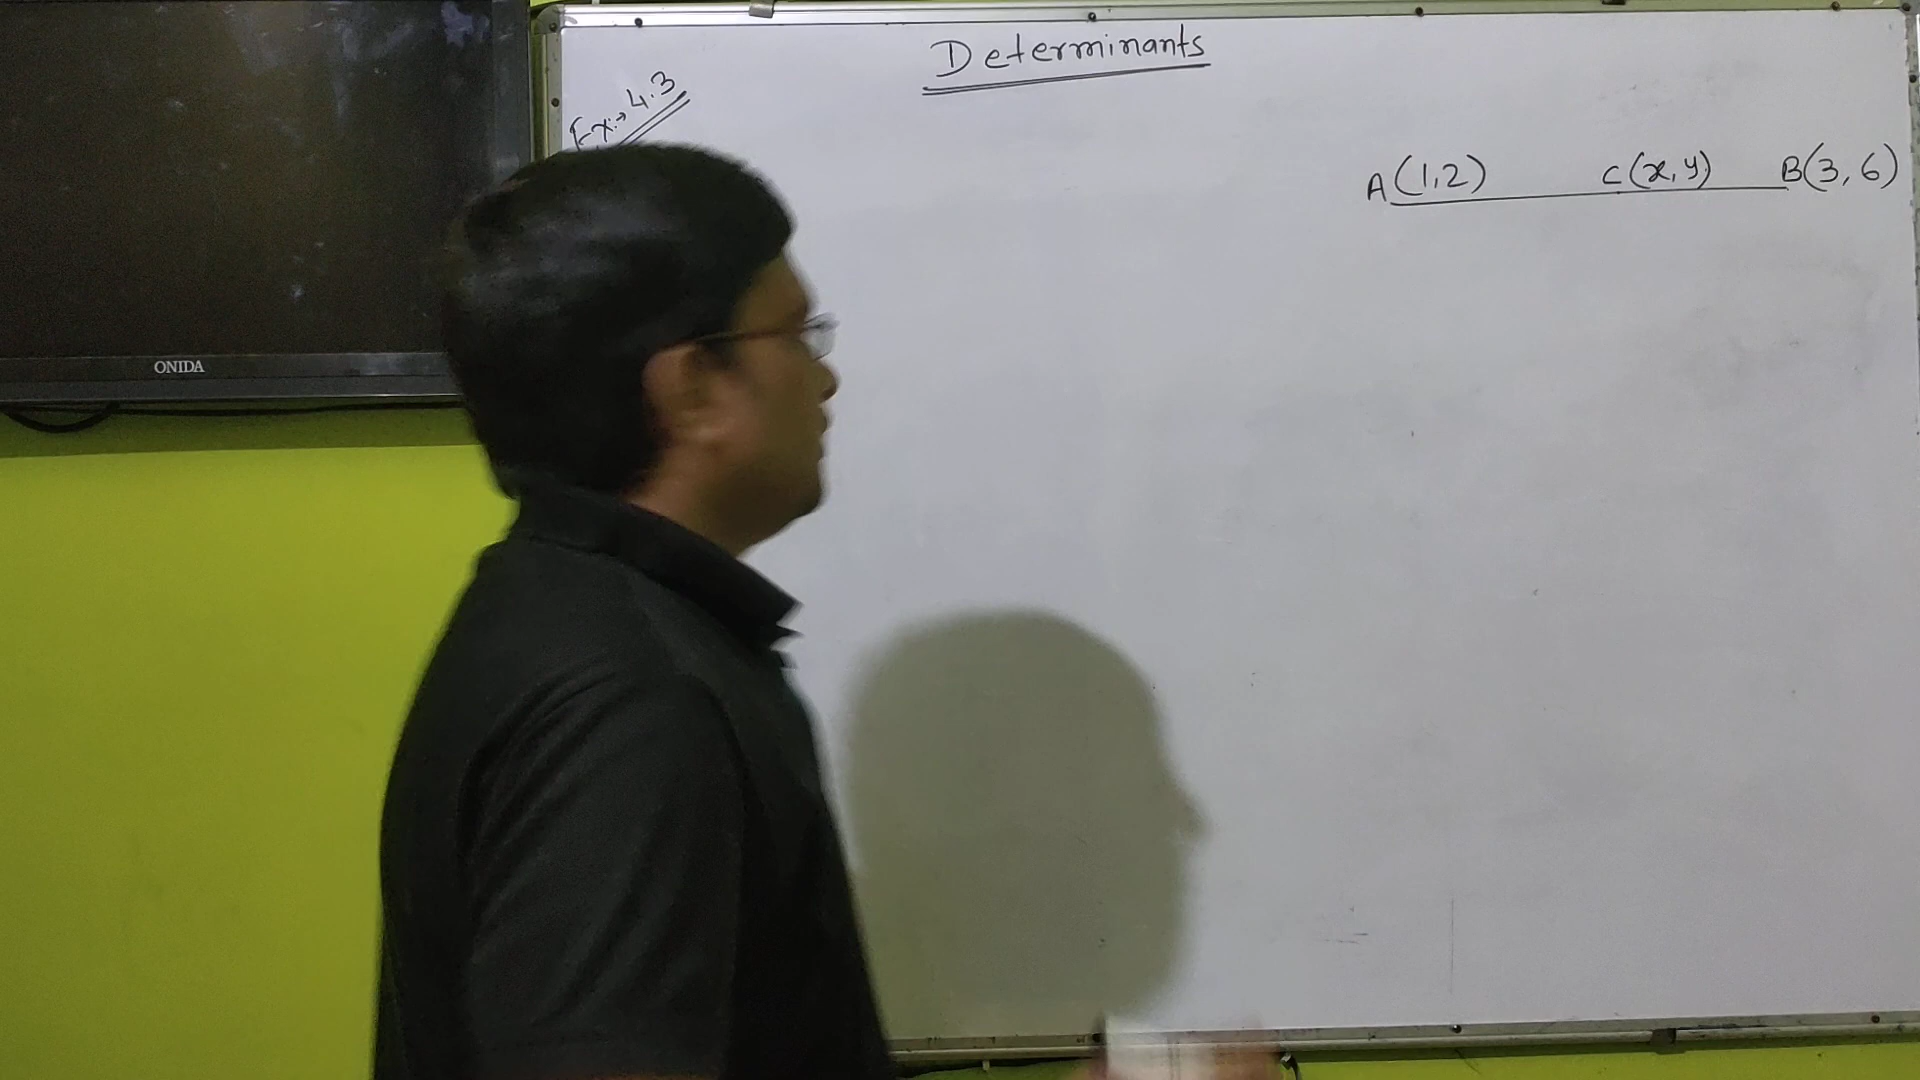 Determinants
Ex:→ 4.3
A(1,2) C(x,y) B(3,6)
ONIDA